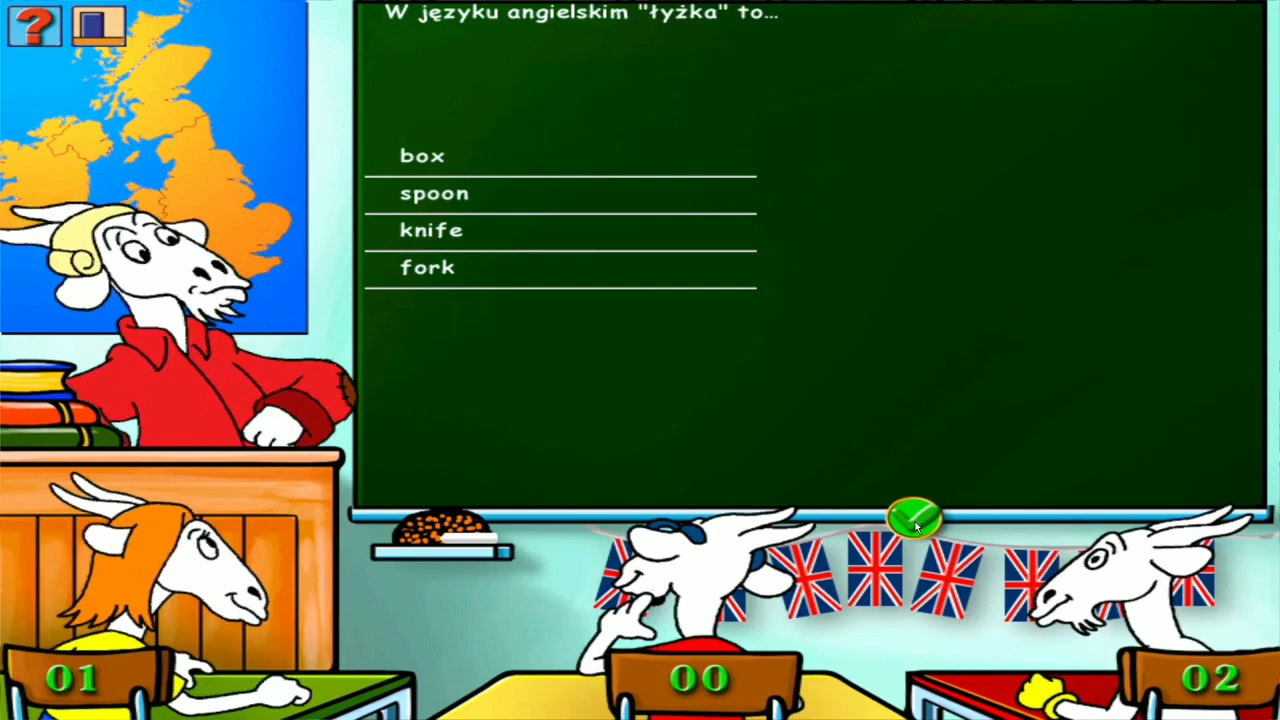 W języku angielskim "łyżka" to...
box
spoon
knife
fork
?
01
00
02